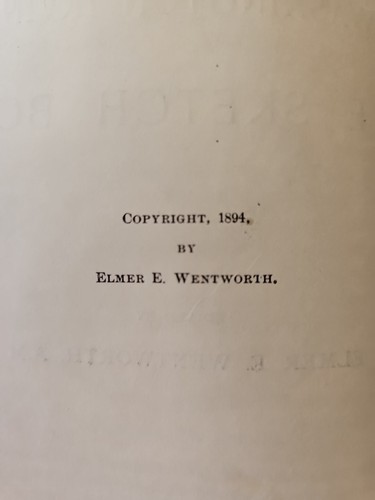 COPYRIGHT, 1894,
BY
ELMER E. WENTWORTH.